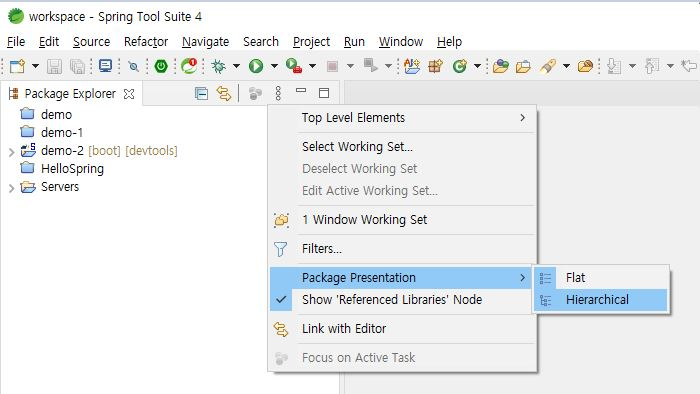 workspace - Spring Tool Suite 4
File Edit Source Refactor Navigate Search Project Run Window Help
Package Explorer
demo
demo-1
demo-2 [boot] [devtools]
HelloSpring
Servers
Top Level Elements
Select Working Set...
Deselect Working Set
Edit Active Working Set...
1 Window Working Set
Filters...
Package Presentation
Show 'Referenced Libraries' Node
Link with Editor
Focus on Active Task
Flat
Hierarchical